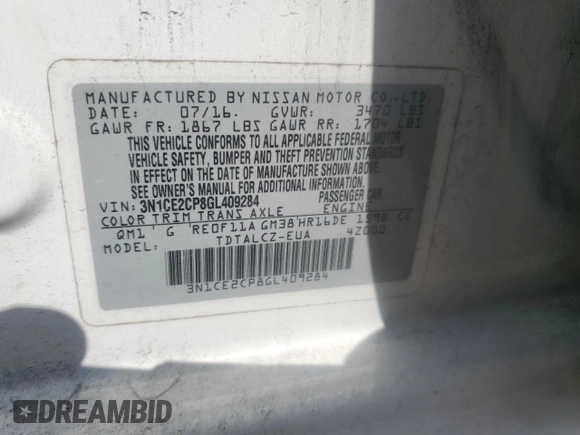 MANUFACTURED BY NISSAN MOTOR CO., LTD.
DATE: 07/16. GVWR: 3470 LBS
GAWR FR: 1867 LBS GAWR RR: 1704 LBS
THIS VEHICLE CONFORMS TO ALL APPLICABLE FEDERAL MOTOR
VEHICLE SAFETY, BUMPER AND THEFT PREVENTION STANDARDS
IN EFFECT ON THE DATE OF MANUFACTURE SHOWN ABOVE.
SEE OWNER'S MANUAL FOR ADDITIONAL INFORMATION.
VIN: 3N1CE2CP8GL409284 PASSENGER CAR.
COLOR TRIM TRANS AXLE ENGINE
QM1 G RE0F11A GM38 HR16DE 1598 CC
TDTALCZ-EUA 4Z000
3N1CE2CP8GL409284
DREAMBID